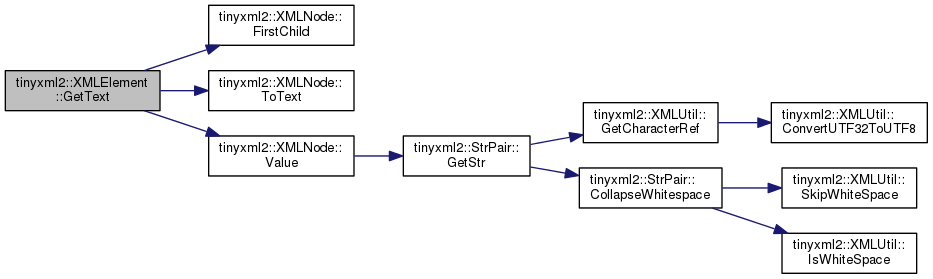 tinyxml2::XMLElement
::GetText
tinyxml2::XMLNode::
FirstChild
tinyxml2::XMLNode::
ToText
tinyxml2::XMLNode::
Value
tinyxml2::StrPair::
GetStr
tinyxml2::XMLUtil::
GetCharacterRef
tinyxml2::XMLUtil::
ConvertUTF32ToUTF8
tinyxml2::StrPair::
CollapseWhitespace
tinyxml2::XMLUtil::
SkipWhiteSpace
tinyxml2::XMLUtil::
IsWhiteSpace